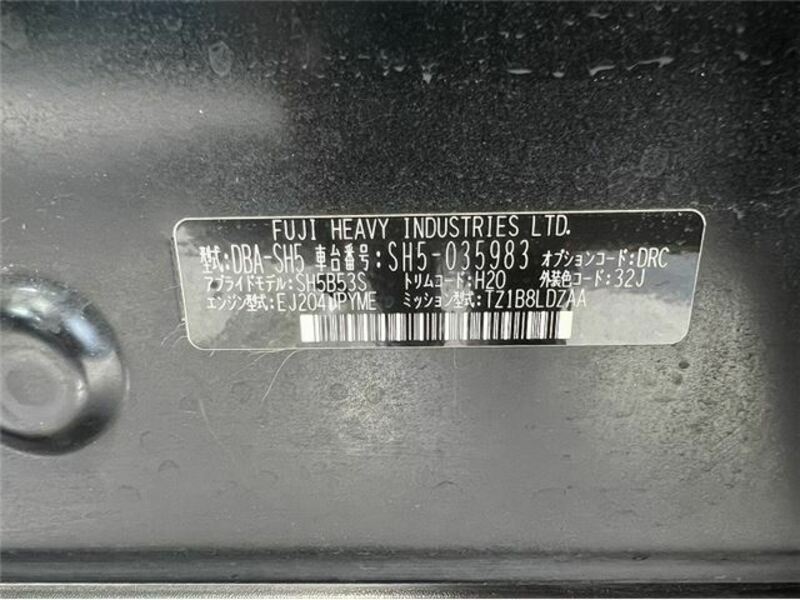 FUJI HEAVY INDUSTRIES LTD.
型式:DBA-SH5 車台番号:SH5-035983 オプションコード:DRC
アプライドモデル:SH5B53S トリムコード:H20 外装色コード:32J
エンジン型式:EJ204JPYME ミッション型式:TZ1B8LDZAA